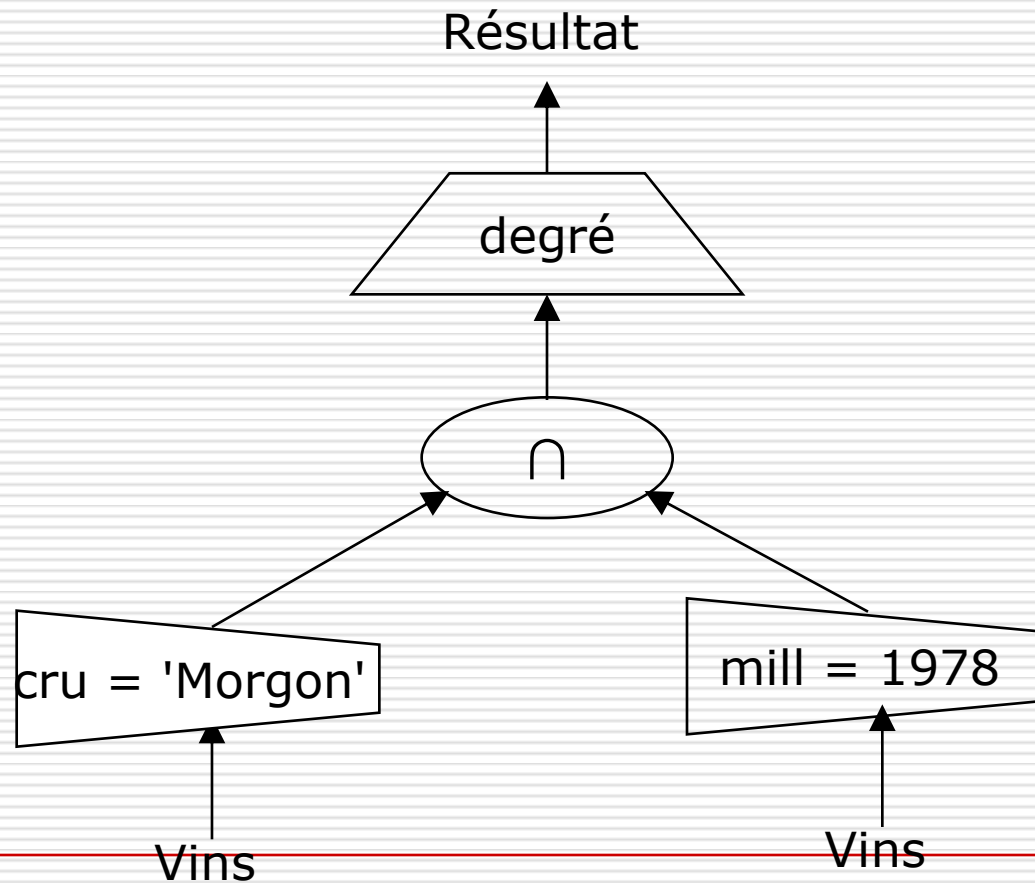 Résultat
degré
∩
cru = 'Morgon'
mill = 1978
Vins
Vins